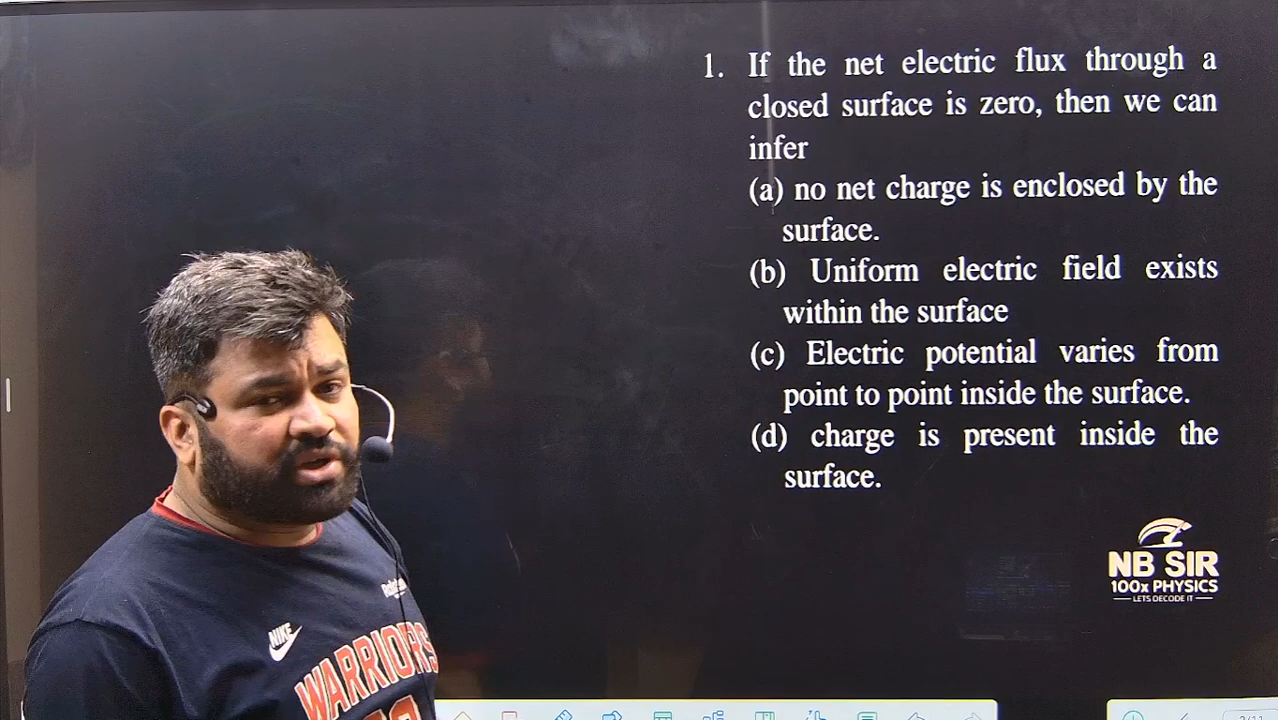 1. If the net electric flux through a
closed surface is zero, then we can
infer
(a) no net charge is enclosed by the
surface.
(b) Uniform electric field exists
within the surface
(c) Electric potential varies from
point to point inside the surface.
(d) charge is present inside the
surface.
NB SIR
100x PHYSICS
LETS DECODE IT
NIKE
WARRIORS